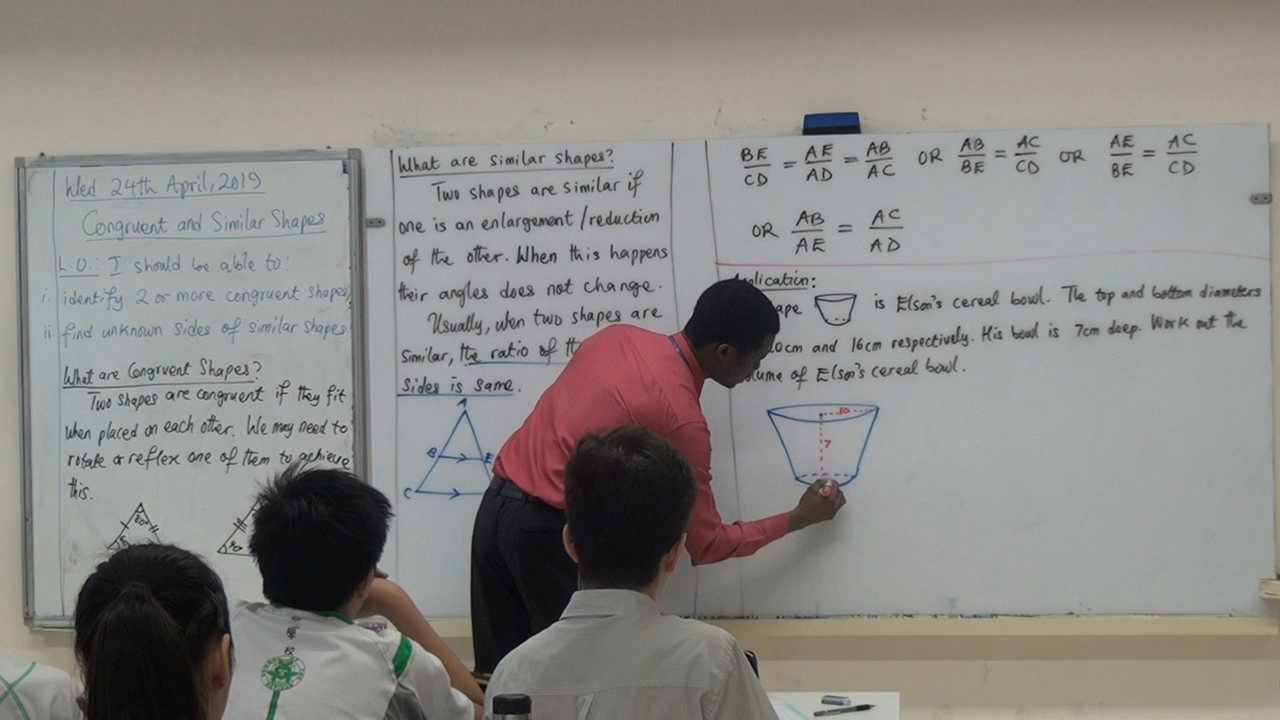 Wed 24th April, 2019
Congruent and Similar Shapes
L.O.: I should be able to:
i. identify 2 or more congruent shapes
ii. find unknown sides of similar shapes
What are Congruent Shapes?
Two shapes are congruent if they fit
when placed on each other. We may need to
rotate or reflex one of them to achieve
this.
80°
What are similar shapes?
Two shapes are similar if
one is an enlargement/reduction
of the other. When this happens
their angles does not change.
Usually, wen two shapes are
similar, the ratio of
sides is same.
A
B E
C
BE/CD = AE/AD = AB/AC OR AB/BE = AC/CD OR AE/BE = AC/CD
OR AB/AE = AC/AD
Application:
is Elson's cereal bowl. The top and bottom diameters
and 16cm respectively. His bowl is 7cm deep. Work out the
of Elson's cereal bowl.
10
7
學
校